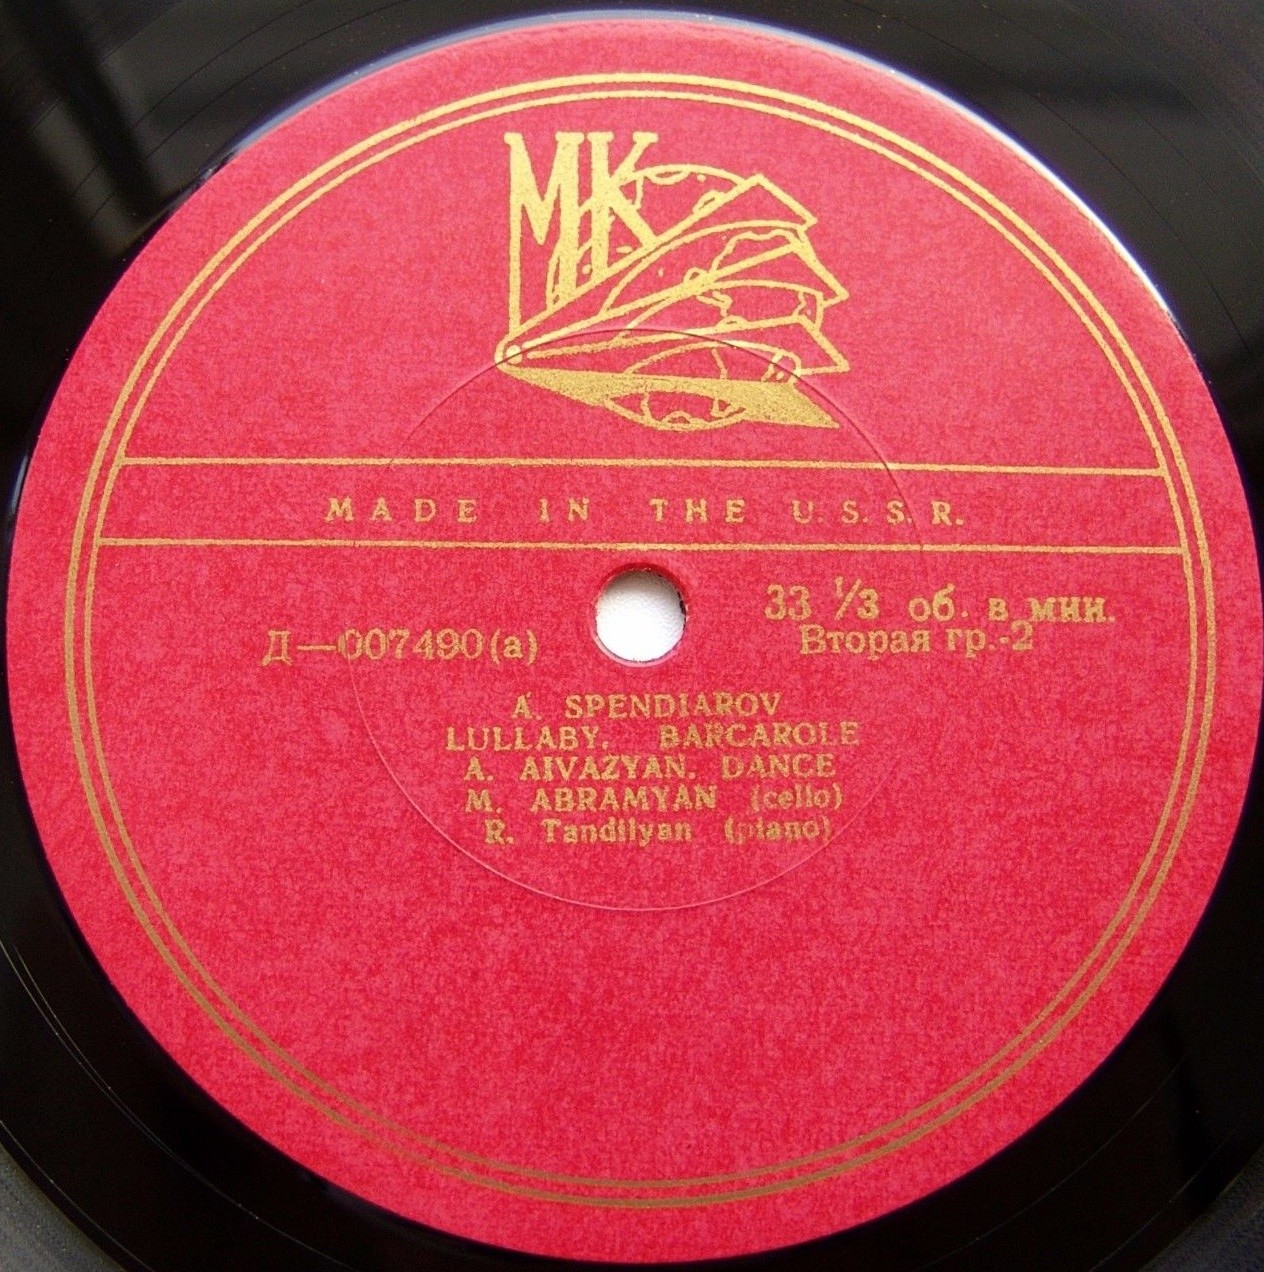 МК
MADE IN THE U.S.S.R.
33 1/3 об. в мин.
Д—007490(а)
Вторая гр.-2
A. SPENDIAROV
LULLABY. BARCAROLE
A. AIVAZYAN. DANCE
M. ABRAMYAN (cello)
R. Tandilyan (piano)